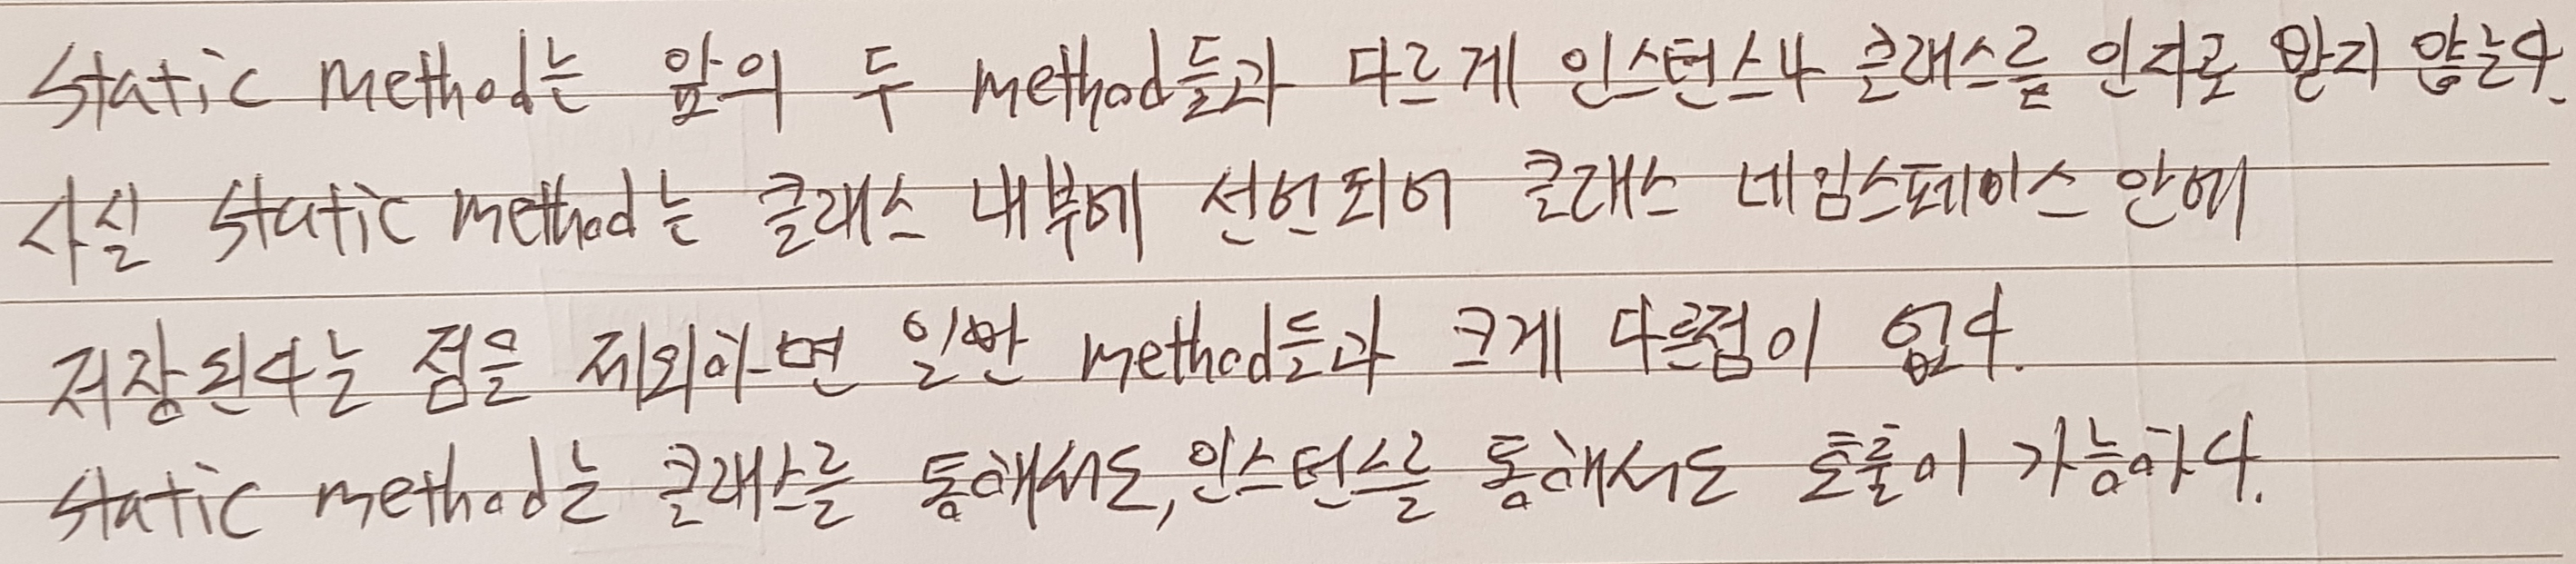 static method는 앞의 두 method들과 다르게 인스턴스나 클래스를 인자로 받지 않는다.
사실 static method는 클래스 내부에 선언되어 클래스 네임스페이스 안에
저장된다는 점을 제외하면 일반 method들과 크게 다른점이 없다.
static method는 클래스를 통해서도, 인스턴스를 통해서도 호출이 가능하다.